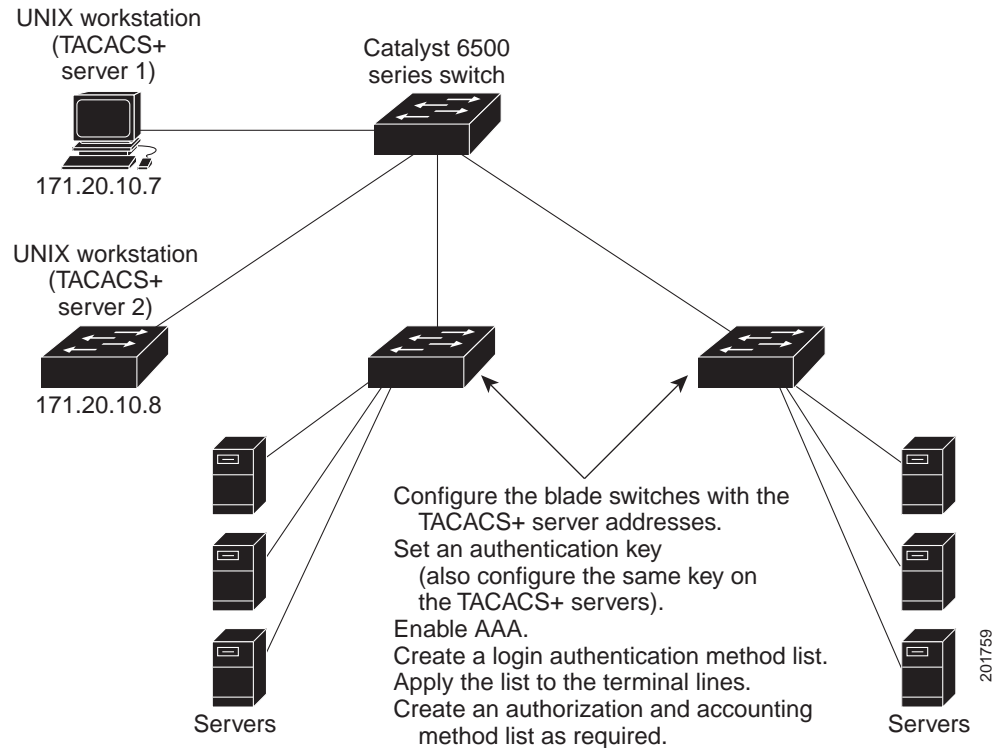 UNIX workstation
(TACACS+
server 1)
Catalyst 6500
series switch
171.20.10.7
UNIX workstation
(TACACS+
server 2)
171.20.10.8
Configure the blade switches with the
TACACS+ server addresses.
Set an authentication key
(also configure the same key on
the TACACS+ servers).
Enable AAA.
Create a login authentication method list.
Apply the list to the terminal lines.
Create an authorization and accounting
method list as required.
Servers
Servers
201759